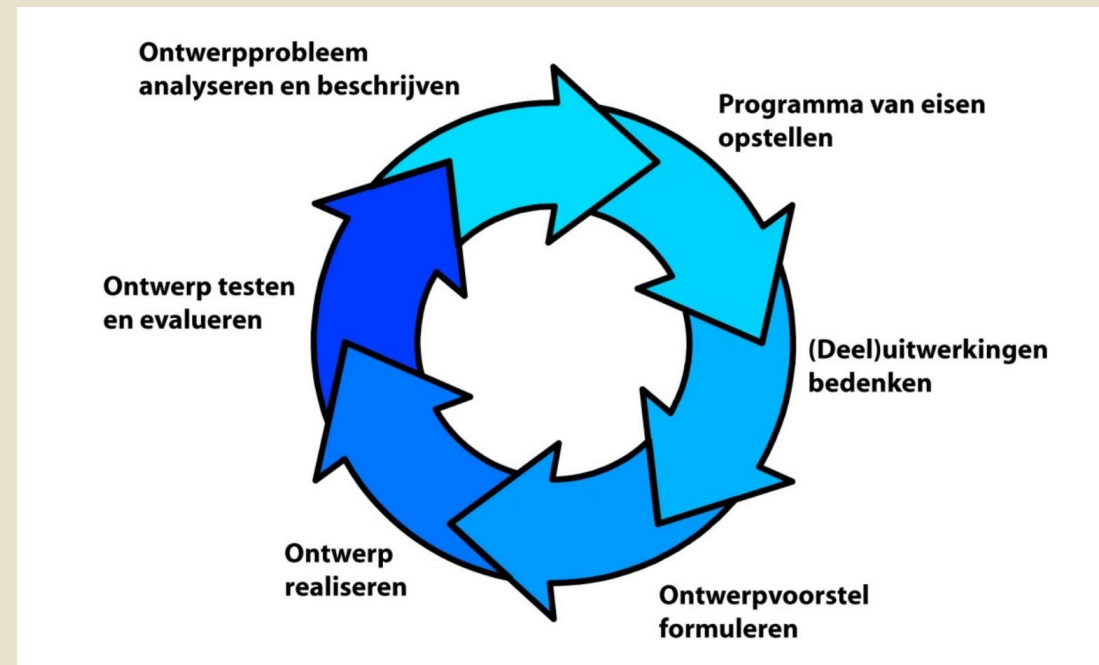 Ontwerpprobleem
analyseren en beschrijven
Programma van eisen
opstellen
(Deel)uitwerkingen
bedenken
Ontwerpvoorstel
formuleren
Ontwerp
realiseren
Ontwerp testen
en evalueren